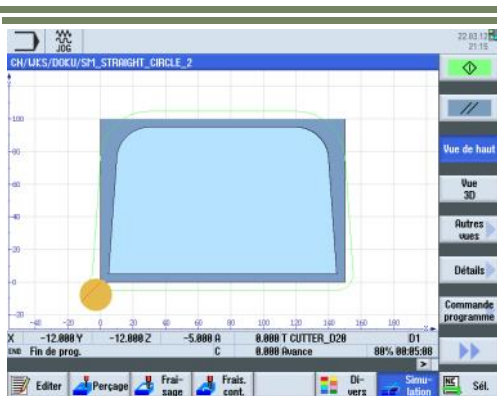 JOG
22.03.12
21:15
CH/WKS/DOKU/SM_STRAIGHT_CIRCLE_2
Vue de haut
Vue
3D
Autres
vues
Détails
Commande
programme
100
80
60
40
20
0
-20
-40 -20 0 20 40 60 80 100 120 140 160 180
X -12.000 Y -12.000 Z -5.000 A 0.000 T CUTTER_D20 D1
END Fin de prog. C 0.000 Avance 80% 00:05:08
Editer Perçage Frai-
sage Frais.
cont. Di-
vers Simu-
lation NC Sél.